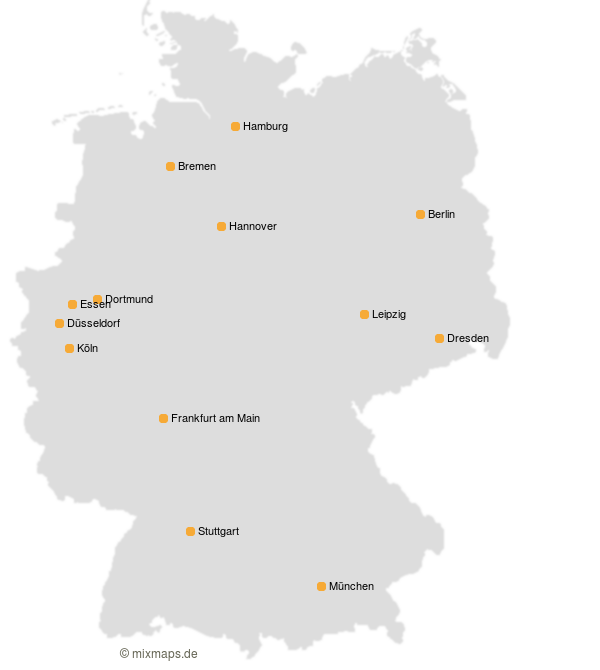 Hamburg
Bremen
Berlin
Hannover
Dortmund
Essen
Leipzig
Düsseldorf
Dresden
Köln
Frankfurt am Main
Stuttgart
München
© mixmaps.de